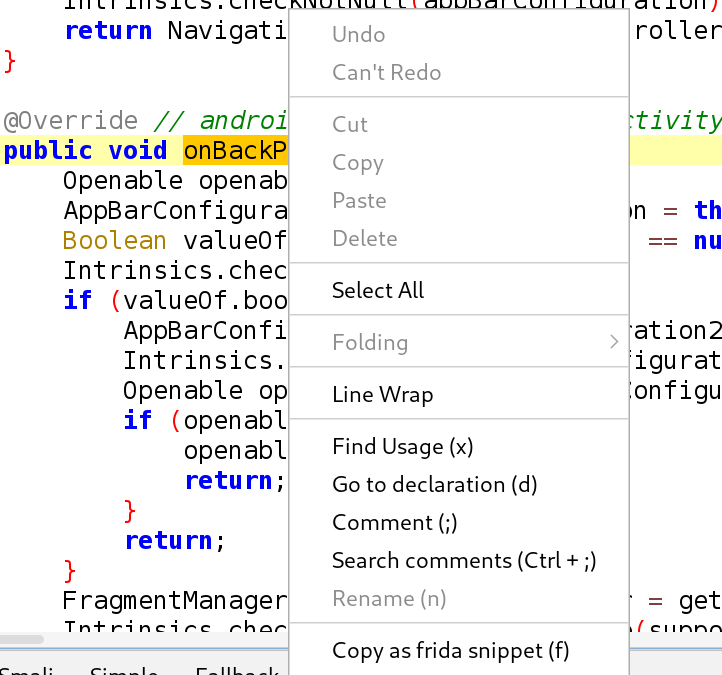 Intrinsics.checkNotNull(appBarConfiguration)
return Navigati roller
}
@Override // androi ctivity
public void onBackP
Openable openab
AppBarConfigura n = th
Boolean valueOf == nu
Intrinsics.chec
if (valueOf.boo
AppBarConfi ration2
Intrinsics. igurat
Openable op onfigu
if (openabl
openabl
return;
}
return;
}
FragmentManager = get
Intrinsics.chec (suppo
Smali Simple Fallback
Undo
Can't Redo
Cut
Copy
Paste
Delete
Select All
Folding
Line Wrap
Find Usage (x)
Go to declaration (d)
Comment (;)
Search comments (Ctrl + ;)
Rename (n)
Copy as frida snippet (f)